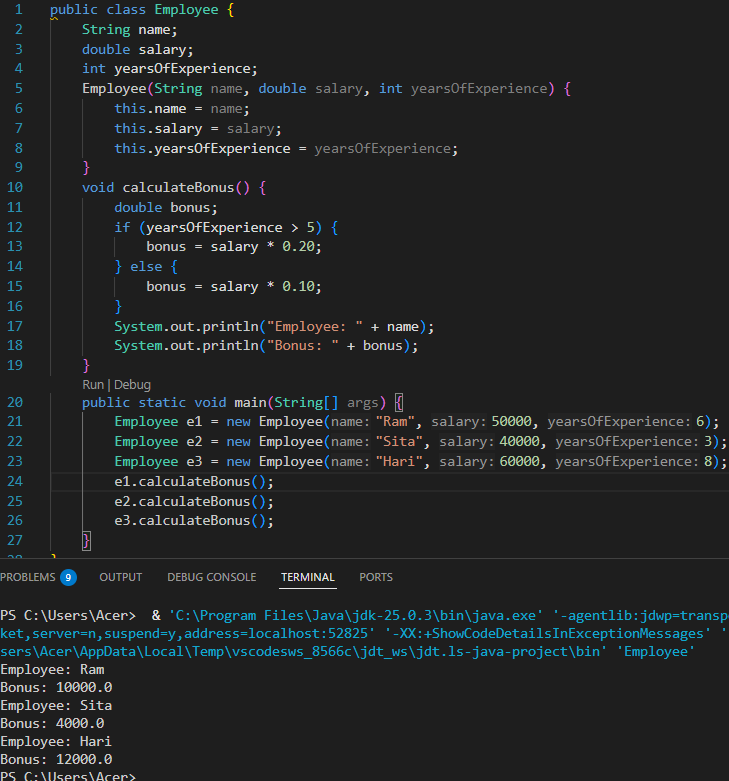 1 public class Employee {
2 String name;
3 double salary;
4 int yearsOfExperience;
5 Employee(String name, double salary, int yearsOfExperience) {
6 this.name = name;
7 this.salary = salary;
8 this.yearsOfExperience = yearsOfExperience;
9 }
10 void calculateBonus() {
11 double bonus;
12 if (yearsOfExperience > 5) {
13 bonus = salary * 0.20;
14 } else {
15 bonus = salary * 0.10;
16 }
17 System.out.println("Employee: " + name);
18 System.out.println("Bonus: " + bonus);
19 }
Run | Debug
20 public static void main(String[] args) {
21 Employee e1 = new Employee(name: "Ram", salary: 50000, yearsOfExperience: 6);
22 Employee e2 = new Employee(name: "Sita", salary: 40000, yearsOfExperience: 3);
23 Employee e3 = new Employee(name: "Hari", salary: 60000, yearsOfExperience: 8);
24 e1.calculateBonus();
25 e2.calculateBonus();
26 e3.calculateBonus();
27 }
28 }
PROBLEMS 9 OUTPUT DEBUG CONSOLE TERMINAL PORTS
PS C:\Users\Acer> & 'C:\Program Files\Java\jdk-25.0.3\bin\java.exe' '-agentlib:jdwp=transp
ket,server=n,suspend=y,address=localhost:52825' '-XX:+ShowCodeDetailsInExceptionMessages' '
sers\Acer\AppData\Local\Temp\vscodesws_8566c\jdt_ws\jdt.ls-java-project\bin' 'Employee'
Employee: Ram
Bonus: 10000.0
Employee: Sita
Bonus: 4000.0
Employee: Hari
Bonus: 12000.0
PS C:\Users\Acer>